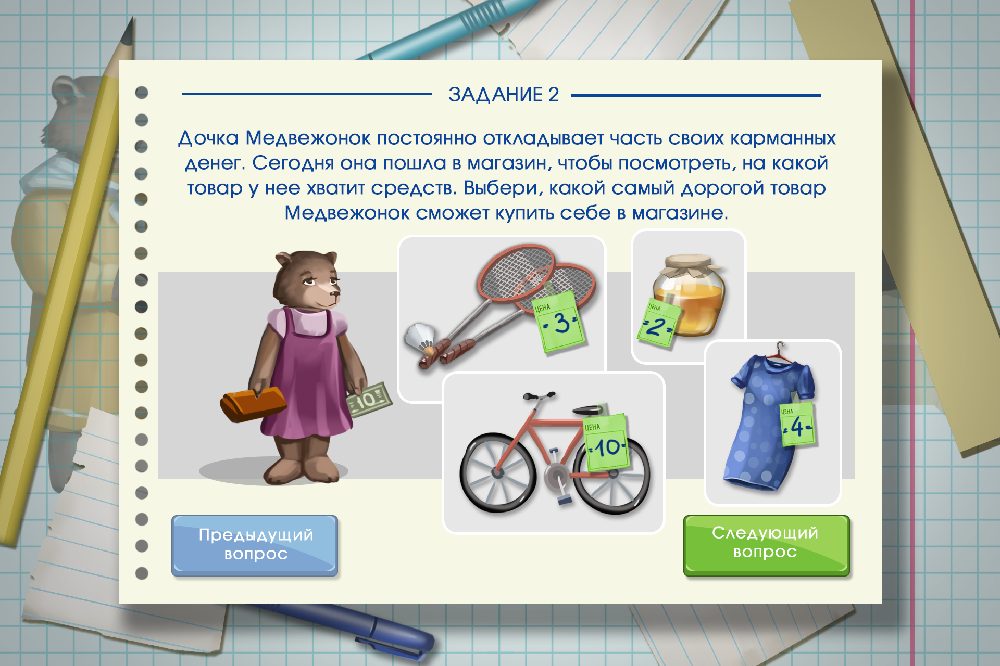 ЗАДАНИЕ 2
Дочка Медвежонок постоянно откладывает часть своих карманных
денег. Сегодня она пошла в магазин, чтобы посмотреть, на какой
товар у нее хватит средств. Выбери, какой самый дорогой товар
Медвежонок сможет купить себе в магазине.
ЦЕНА
=3=
ЦЕНА
=2=
10
ЦЕНА
=10=
ЦЕНА
=4=
Предыдущий
вопрос
Следующий
вопрос